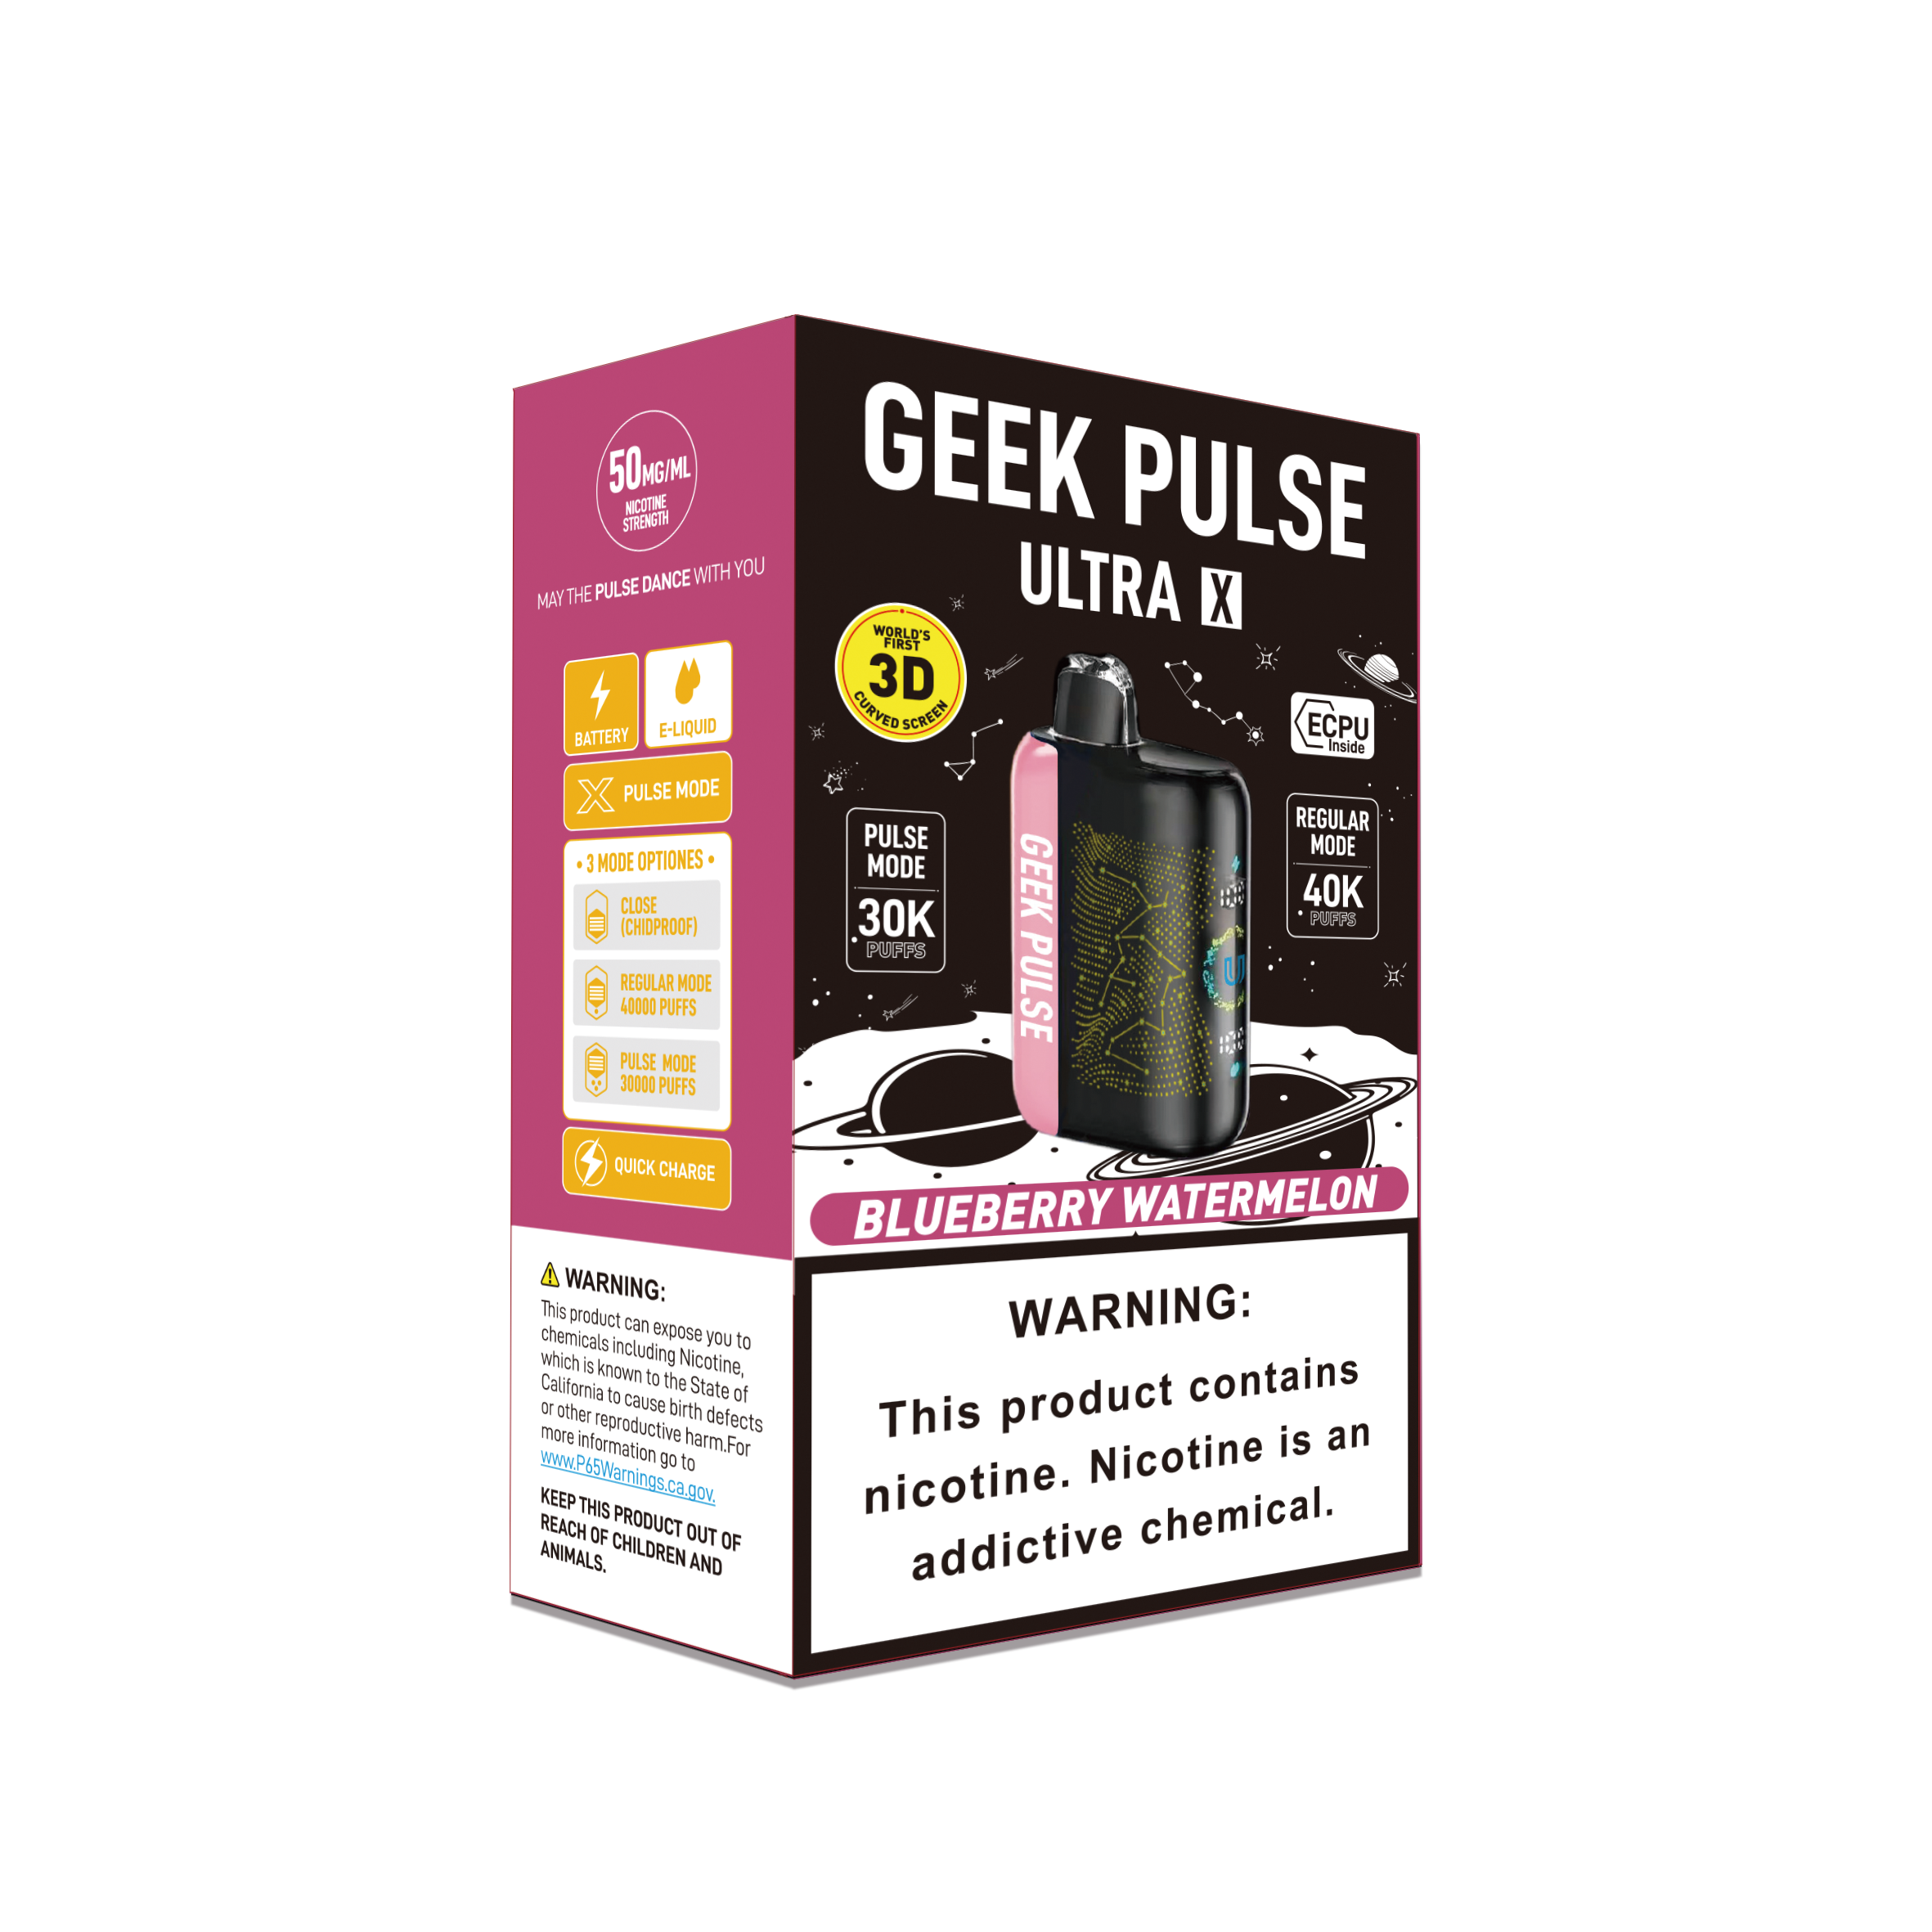 50MG/ML
NICOTINE
STRENGTH
MAY THE PULSE DANCE WITH YOU
BATTERY
E-LIQUID
X PULSE MODE
• 3 MODE OPTIONES •
CLOSE
(CHIDPROOF)
REGULAR MODE
40000 PUFFS
PULSE MODE
30000 PUFFS
QUICK CHARGE
WARNING:
This product can expose you to
chemicals including Nicotine,
which is known to the State of
California to cause birth defects
or other reproductive harm.For
more information go to
www.P65Warnings.ca.gov.
KEEP THIS PRODUCT OUT OF
REACH OF CHILDREN AND
ANIMALS.
GEEK PULSE
ULTRA X
WORLD'S
FIRST
3D
CURVED SCREEN
ECPU
Inside
PULSE
MODE
30K
PUFFS
REGULAR
MODE
40K
PUFFS
GEEK PULSE
BLUEBERRY WATERMELON
WARNING:
This product contains
nicotine. Nicotine is an
addictive chemical.